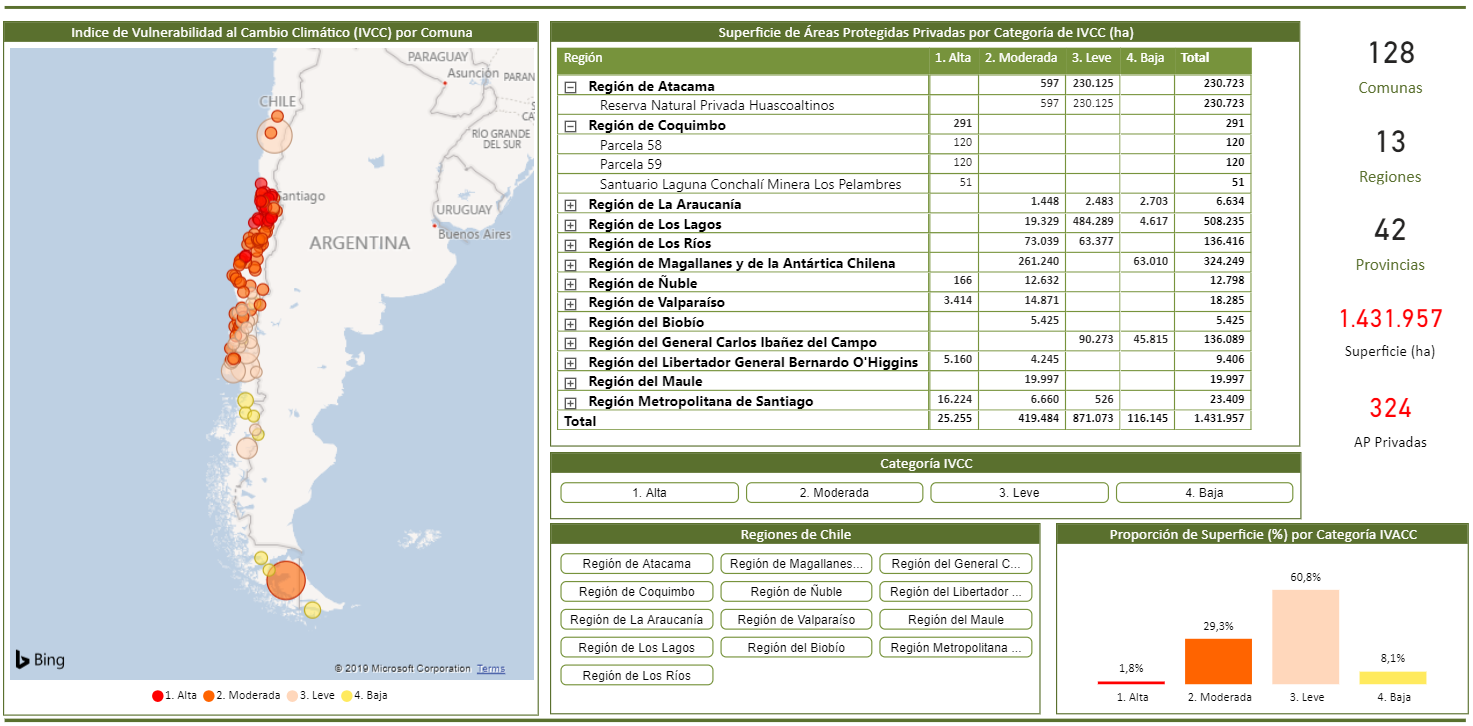 Indice de Vulnerabilidad al Cambio Climático (IVCC) por Comuna
PARAGUAY
Asunción
PARAN
CHILE
CA
RÍO GRANDE
DEL SUR
Santiago
URUGUAY
Buenos Aires
ARGENTINA
Bing
© 2019 Microsoft Corporation Terms
1. Alta 2. Moderada 3. Leve 4. Baja
Superficie de Áreas Protegidas Privadas por Categoría de IVCC (ha)
Región 1. Alta 2. Moderada 3. Leve 4. Baja Total
Región de Atacama 597 230.125 230.723
Reserva Natural Privada Huascoaltinos 597 230.125 230.723
Región de Coquimbo 291 291
Parcela 58 120 120
Parcela 59 120 120
Santuario Laguna Conchalí Minera Los Pelambres 51 51
Región de La Araucanía 1.448 2.483 2.703 6.634
Región de Los Lagos 19.329 484.289 4.617 508.235
Región de Los Ríos 73.039 63.377 136.416
Región de Magallanes y de la Antártica Chilena 261.240 63.010 324.249
Región de Ñuble 166 12.632 12.798
Región de Valparaíso 3.414 14.871 18.285
Región del Biobío 5.425 5.425
Región del General Carlos Ibañez del Campo 90.273 45.815 136.089
Región del Libertador General Bernardo O'Higgins 5.160 4.245 9.406
Región del Maule 19.997 19.997
Región Metropolitana de Santiago 16.224 6.660 526 23.409
Total 25.255 419.484 871.073 116.145 1.431.957
128
Comunas
13
Regiones
42
Provincias
1.431.957
Superficie (ha)
324
AP Privadas
Categoría IVCC
1. Alta 2. Moderada 3. Leve 4. Baja
Regiones de Chile
Región de Atacama Región de Magallanes... Región del General C...
Región de Coquimbo Región de Ñuble Región del Libertador ...
Región de La Araucanía Región de Valparaíso Región del Maule
Región de Los Lagos Región del Biobío Región Metropolitana ...
Región de Los Ríos
Proporción de Superficie (%) por Categoría IVACC
60,8%
29,3%
8,1%
1,8%
1. Alta 2. Moderada 3. Leve 4. Baja